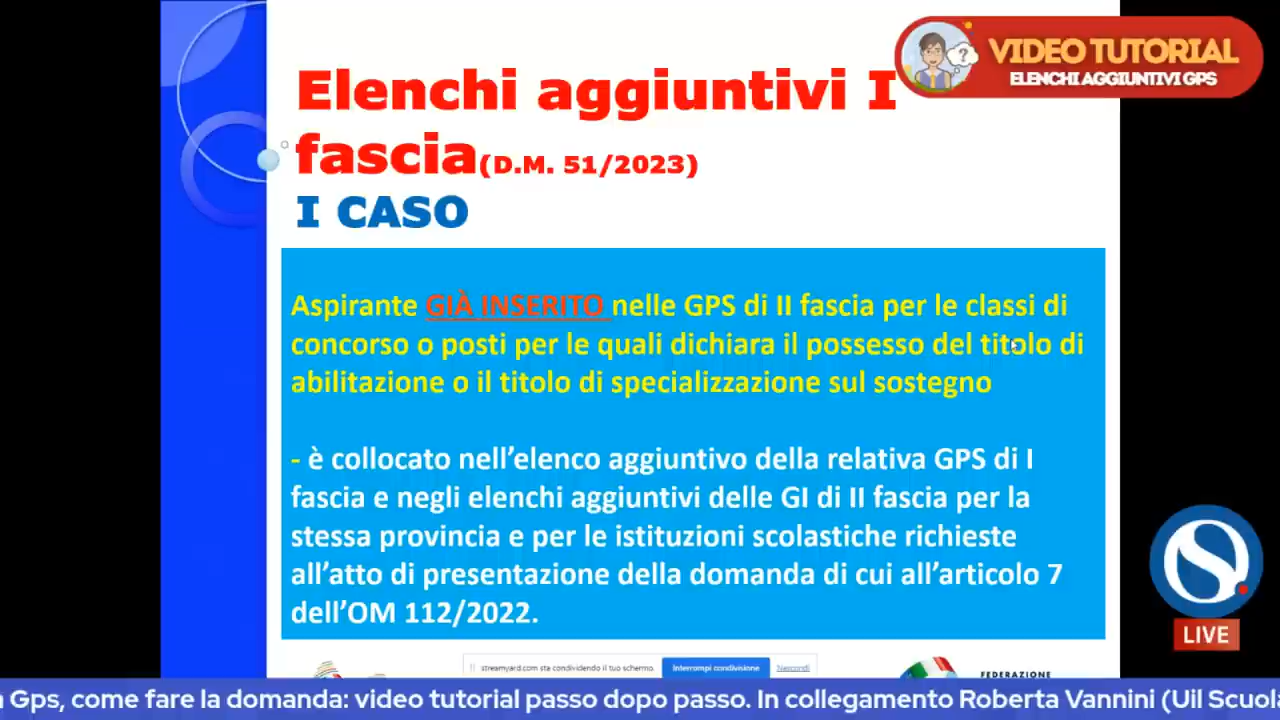 VIDEO TUTORIAL
ELENCHI AGGIUNTIVI GPS
Elenchi aggiuntivi I
fascia(D.M. 51/2023)
I CASO
Aspirante GIÀ INSERITO nelle GPS di II fascia per le classi di
concorso o posti per le quali dichiara il possesso del titolo di
abilitazione o il titolo di specializzazione sul sostegno
- è collocato nell’elenco aggiuntivo della relativa GPS di I
fascia e negli elenchi aggiuntivi delle GI di II fascia per la
stessa provincia e per le istituzioni scolastiche richieste
all’atto di presentazione della domanda di cui all’articolo 7
dell’OM 112/2022.
LIVE
streamyard.com sta condividendo il tuo schermo. Interrompi condivisione Nascondi
FEDERAZIONE
Gps, come fare la domanda: video tutorial passo dopo passo. In collegamento Roberta Vannini (Uil Scuol